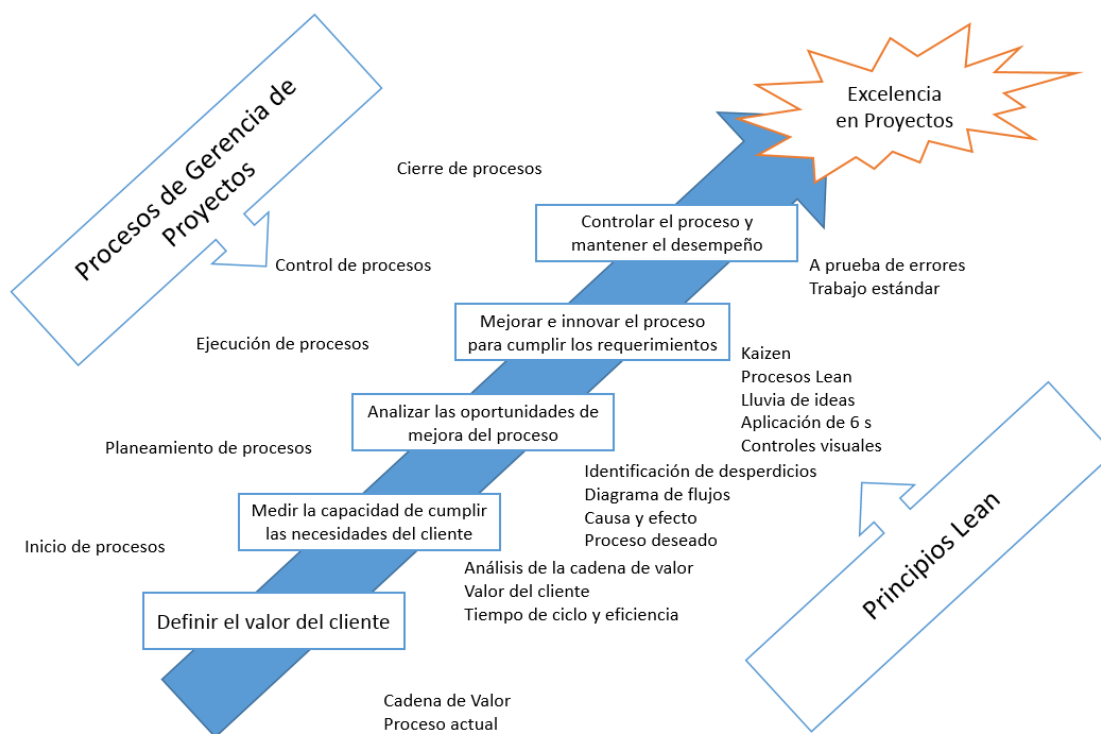 Excelencia
en Proyectos
Procesos de Gerencia de
Proyectos
Cierre de procesos
Controlar el proceso y
mantener el desempeño
Control de procesos
A prueba de errores
Trabajo estándar
Mejorar e innovar el proceso
para cumplir los requerimientos
Ejecución de procesos
Kaizen
Procesos Lean
Lluvia de ideas
Aplicación de 6 s
Controles visuales
Analizar las oportunidades de
mejora del proceso
Planeamiento de procesos
Identificación de desperdicios
Diagrama de flujos
Causa y efecto
Proceso deseado
Medir la capacidad de cumplir
las necesidades del cliente
Inicio de procesos
Análisis de la cadena de valor
Valor del cliente
Tiempo de ciclo y eficiencia
Principios Lean
Definir el valor del cliente
Cadena de Valor
Proceso actual